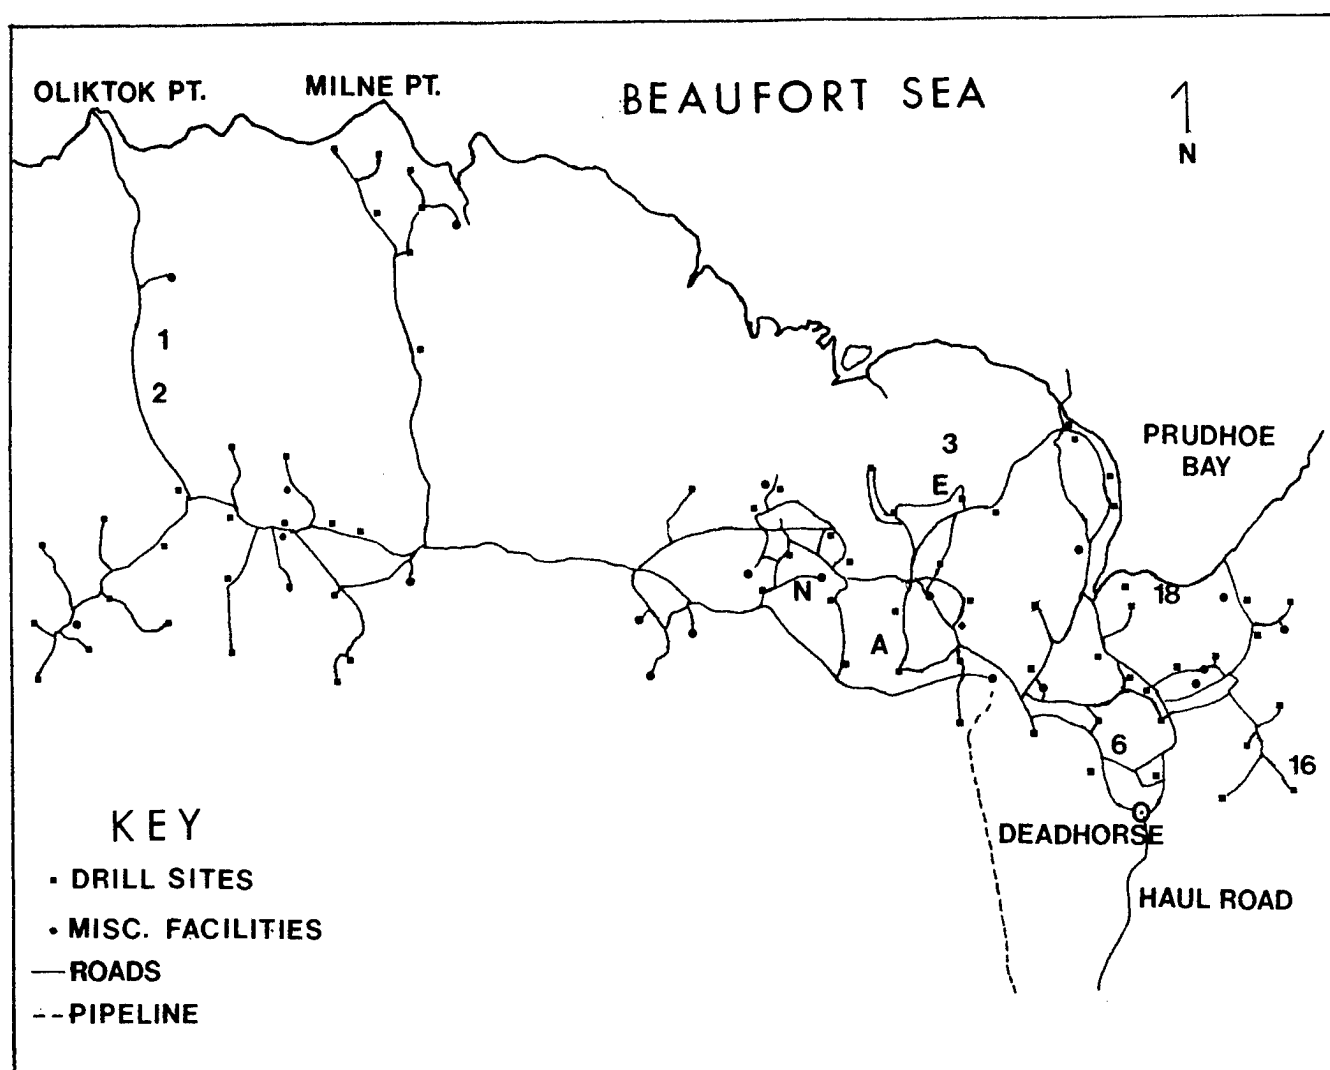 OLIKTOK PT.
MILNE PT.
BEAUFORT SEA
N
1
2
3
E
PRUDHOE
BAY
N
18
A
6
16
KEY
DEADHORSE
DRILL SITES
HAUL ROAD
MISC. FACILITIES
ROADS
PIPELINE